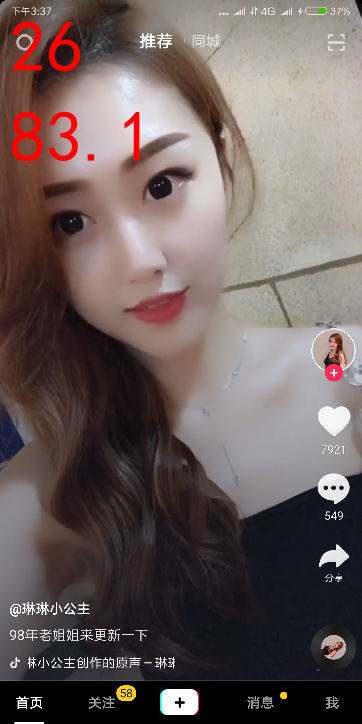 下午3:37
4G
37%
26
推荐
同城
83.1
7921
549
分享
@琳琳小公主
98年老姐姐来更新一下
林小公主创作的原声 - 琳琳
首页
关注
58
消息
我